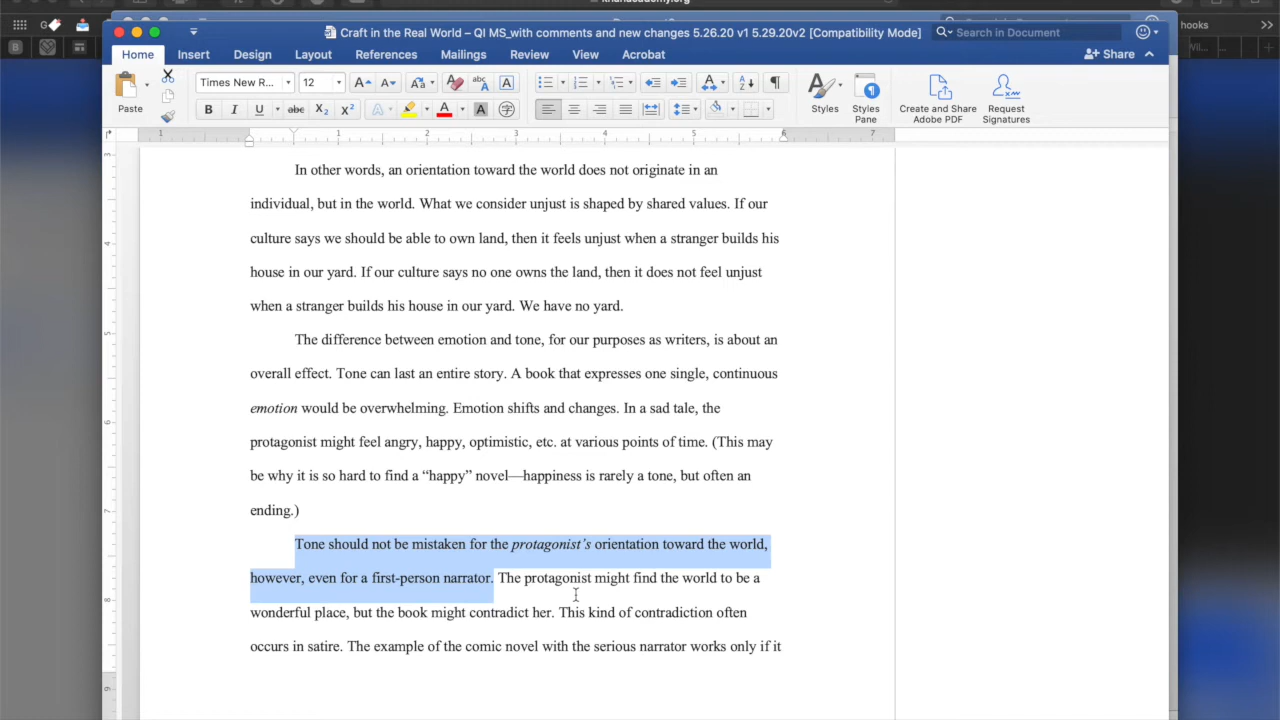 khanacademy.org
hooks
Craft in the Real World – QI MS_with comments and new changes 5.26.20 v1 5.29.20v2 [Compatibility Mode]
Search in Document
Home Insert Design Layout References Mailings Review View Acrobat Share
Times New R... 12
Paste
Styles Styles Pane Create and Share Adobe PDF Request Signatures
1 1 2 3 4 5 6 7
In other words, an orientation toward the world does not originate in an
individual, but in the world. What we consider unjust is shaped by shared values. If our
culture says we should be able to own land, then it feels unjust when a stranger builds his
house in our yard. If our culture says no one owns the land, then it does not feel unjust
when a stranger builds his house in our yard. We have no yard.
The difference between emotion and tone, for our purposes as writers, is about an
overall effect. Tone can last an entire story. A book that expresses one single, continuous
emotion would be overwhelming. Emotion shifts and changes. In a sad tale, the
protagonist might feel angry, happy, optimistic, etc. at various points of time. (This may
be why it is so hard to find a “happy” novel—happiness is rarely a tone, but often an
ending.)
Tone should not be mistaken for the protagonist’s orientation toward the world,
however, even for a first-person narrator. The protagonist might find the world to be a
wonderful place, but the book might contradict her. This kind of contradiction often
occurs in satire. The example of the comic novel with the serious narrator works only if it